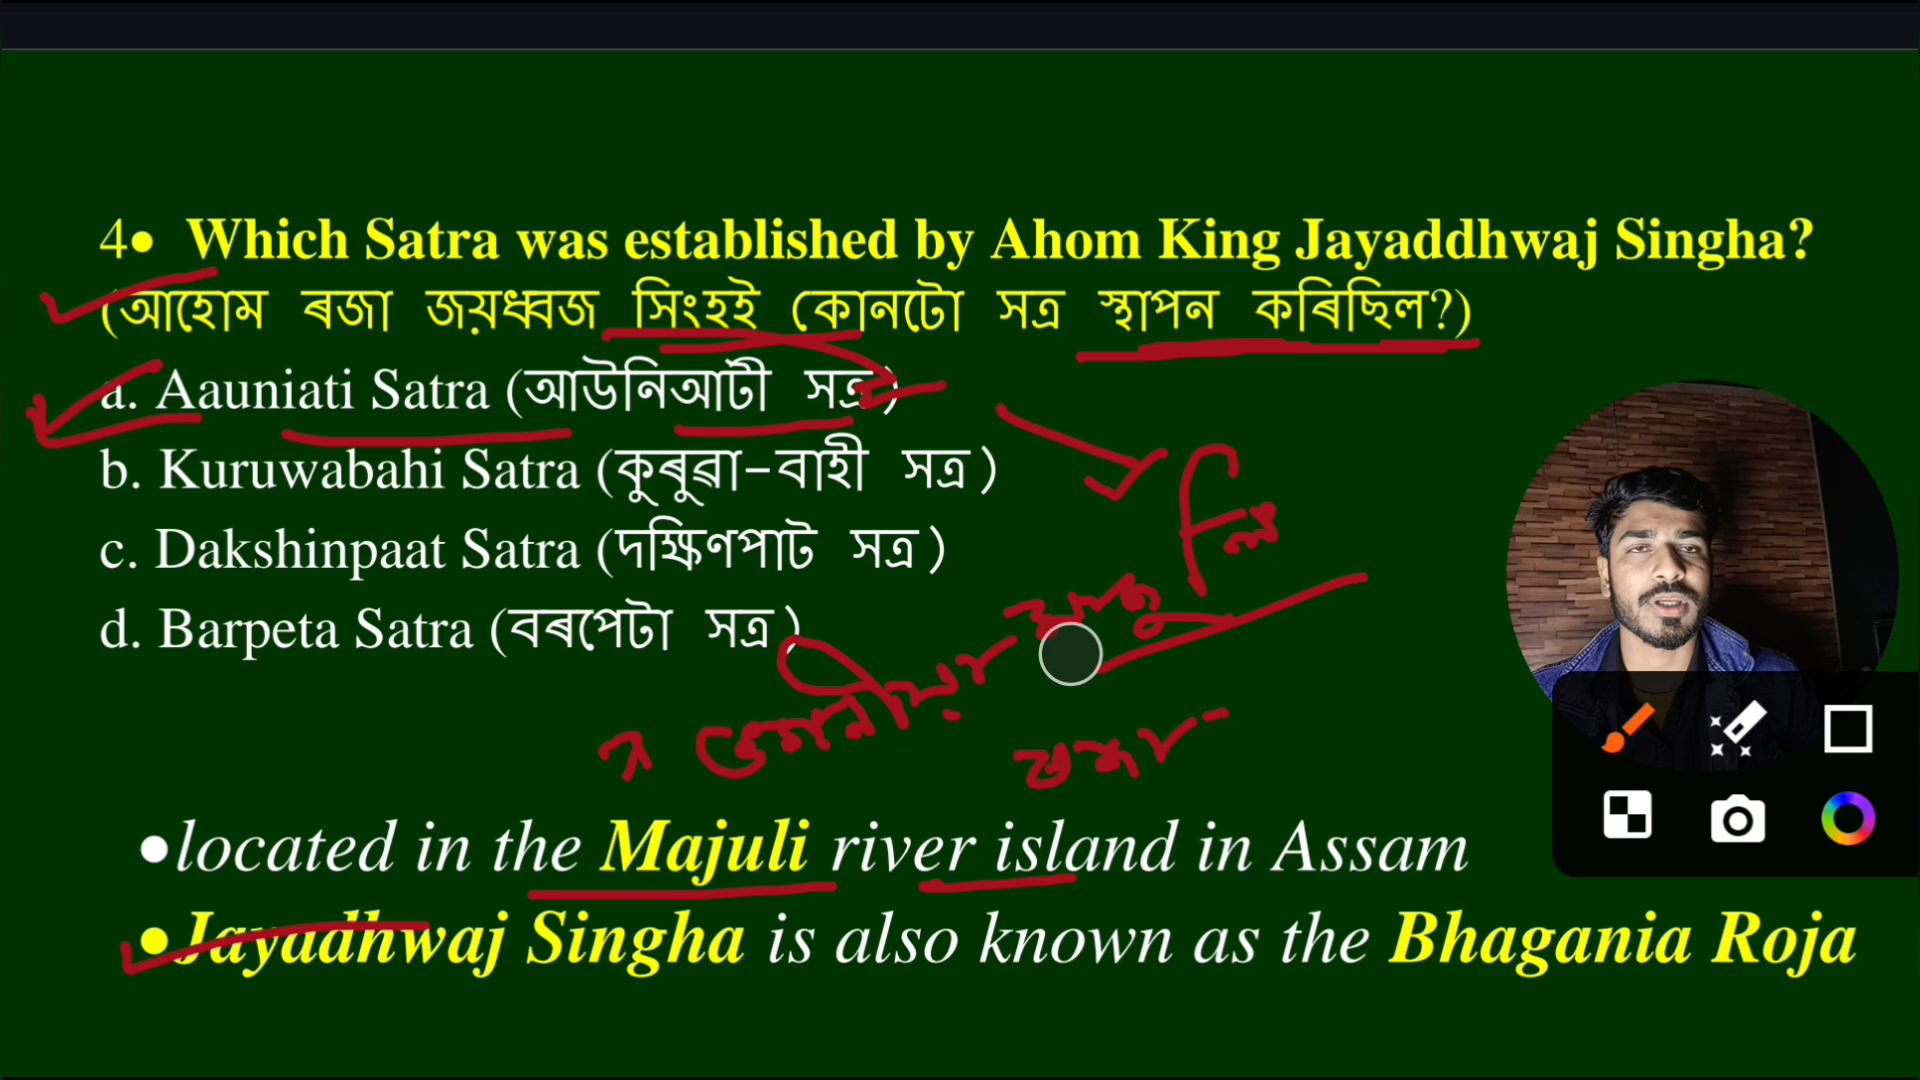 4• Which Satra was established by Ahom King Jayaddhwaj Singha?
(আহোম ৰজা জয়ধ্বজ সিংহই কোনটো সত্ৰ স্থাপন কৰিছিল?)
a. Aauniati Satra (আউনিআটী সত্ৰ)
b. Kuruwabahi Satra (কুৰুৱা-বাহী সত্ৰ)
c. Dakshinpaat Satra (দক্ষিণপাট সত্ৰ)
d. Barpeta Satra (বৰপেটা সত্ৰ)
•located in the Majuli river island in Assam
•Jayadhwaj Singha is also known as the Bhagania Roja